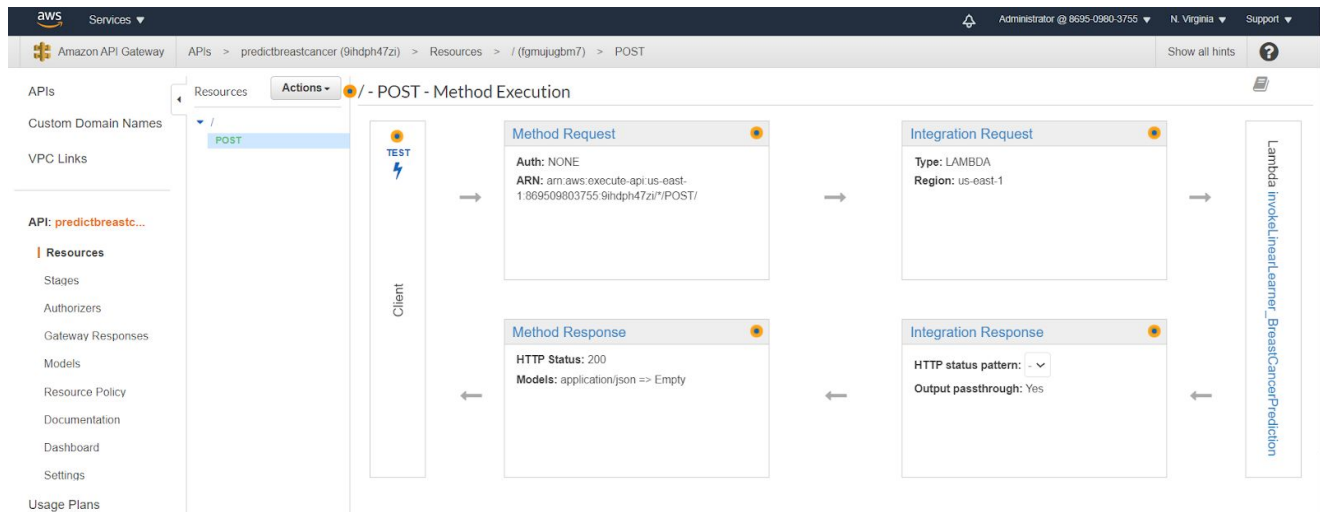 aws
Services ▼
Administrator @ 8695-0980-3755 ▼
N. Virginia ▼
Support ▼
Amazon API Gateway
APIs > predictbreastcancer (9ihdph47zi) > Resources > / (fgmujugbm7) > POST
Show all hints
?
APIs
Custom Domain Names
VPC Links
API: predictbreastc...
Resources
Stages
Authorizers
Gateway Responses
Models
Resource Policy
Documentation
Dashboard
Settings
Usage Plans
Resources
Actions
/
POST
/ - POST - Method Execution
TEST
Client
Method Request
Auth: NONE
ARN: arn:aws:execute-api:us-east-
1:869509803755:9ihdph47zi/*/POST/
Integration Request
Type: LAMBDA
Region: us-east-1
Lambda invokeLinearLearner_BreastCancerPrediction
Method Response
HTTP Status: 200
Models: application/json => Empty
Integration Response
HTTP status pattern: -
Output passthrough: Yes